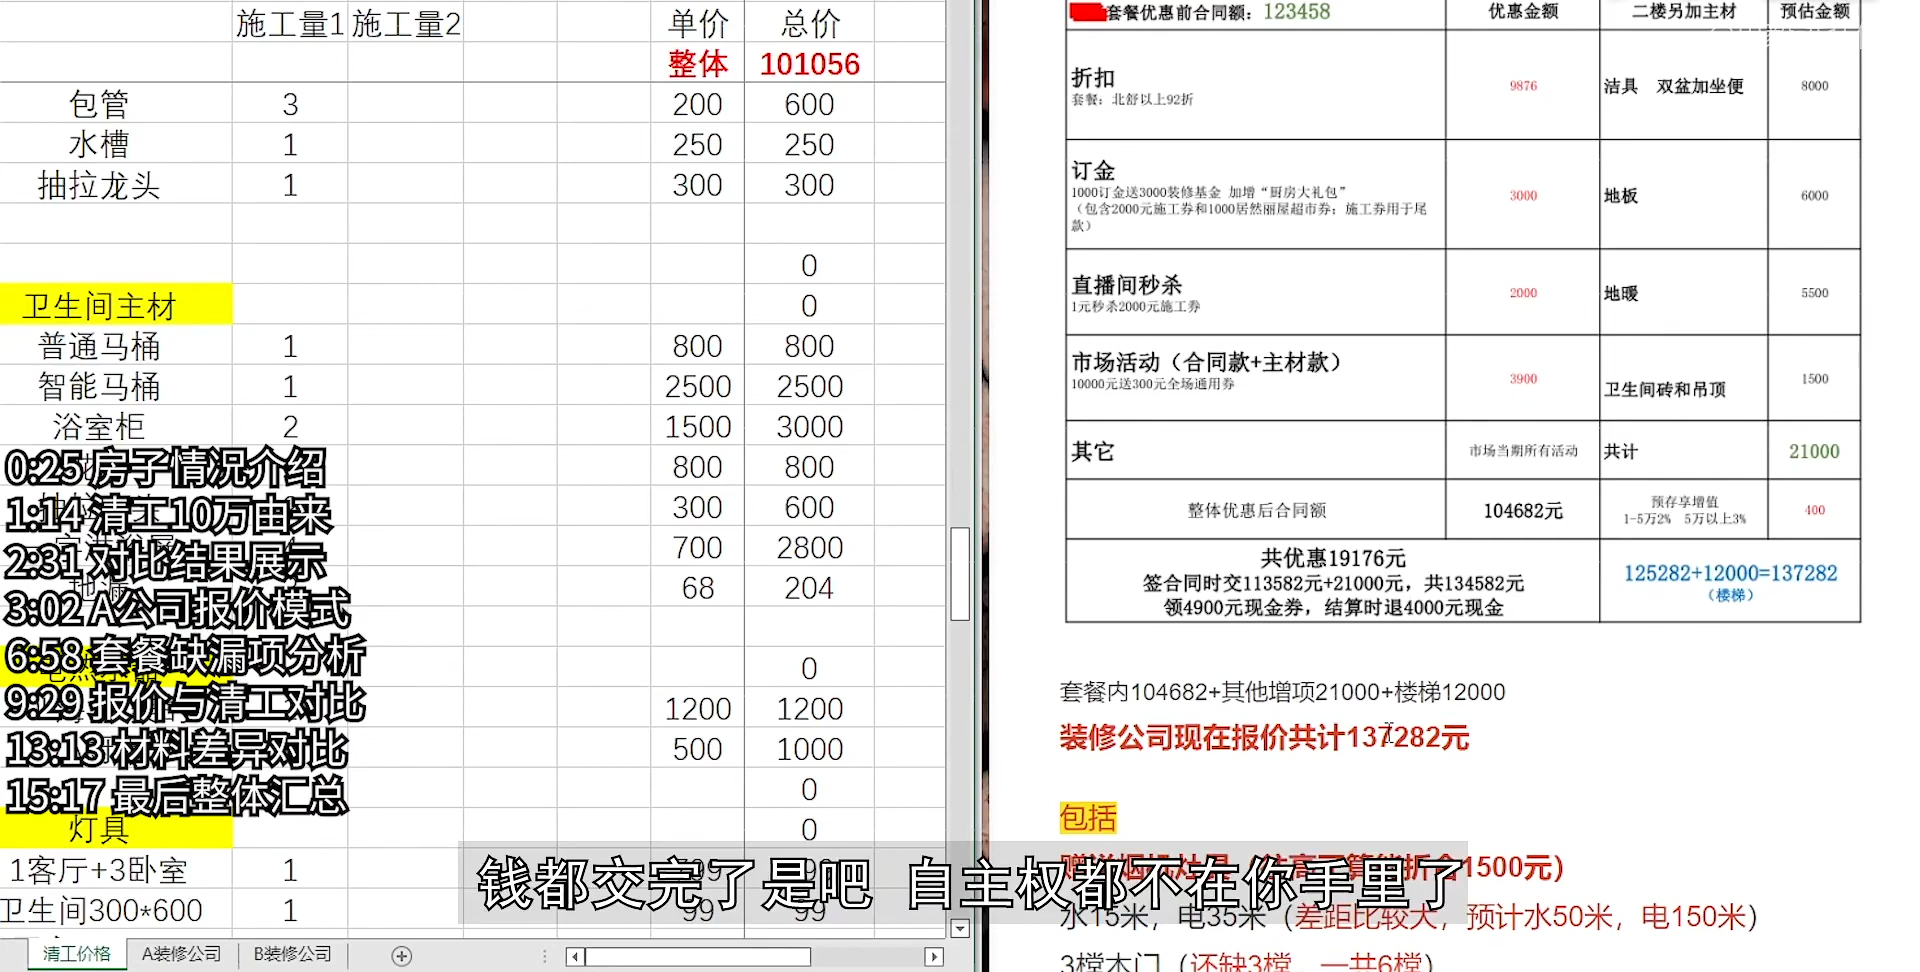 施工量1 施工量2 单价 总价
整体 101056
包管 3 200 600
水槽 1 250 250
抽拉龙头 1 300 300
0
卫生间主材 0
普通马桶 1 800 800
智能马桶 1 2500 2500
浴室柜 2 1500 3000
800 800
300 600
700 2800
地漏 68 204
0
1200 1200
500 1000
0
灯具 0
1客厅+3卧室 1
卫生间300*600 1 99 99
0:25 房子情况介绍
1:14 清工10万由来
2:31 对比结果展示
3:02 A公司报价模式
6:58 套餐缺漏项分析
9:29 报价与清工对比
13:13 材料差异对比
15:17 最后整体汇总
清工价格 A装修公司 B装修公司
套餐优惠前合同额：123458 优惠金额 二楼另加主材 预估金额
折扣
套餐：北舒以上92折
9876 洁具 双盆加坐便 8000
订金
1000订金送3000装修基金 加增“厨房大礼包”
（包含2000元施工券和1000居然丽屋超市券；施工券用于尾
款）
3000 地板 6000
直播间秒杀
1元秒杀2000元施工券
2000 地暖 5500
市场活动（合同款+主材款）
10000元送300元全场通用券
3900 卫生间砖和吊顶 1500
其它 市场当期所有活动 共计 21000
整体优惠后合同额 104682元
预存享增值
1-5万2% 5万以上3%
400
共优惠19176元
签合同时交113582元+21000元，共134582元
领4900元现金券，结算时退4000元现金
125282+12000=137282
（楼梯）
套餐内104682+其他增项21000+楼梯12000
装修公司现在报价共计137282元
包括
1500元)
水15米，电35米（差距比较大，预计水50米，电150米)
3樘木门（还缺3樘，一共6樘）
钱都交完了是吧 自主权都不在你手里了